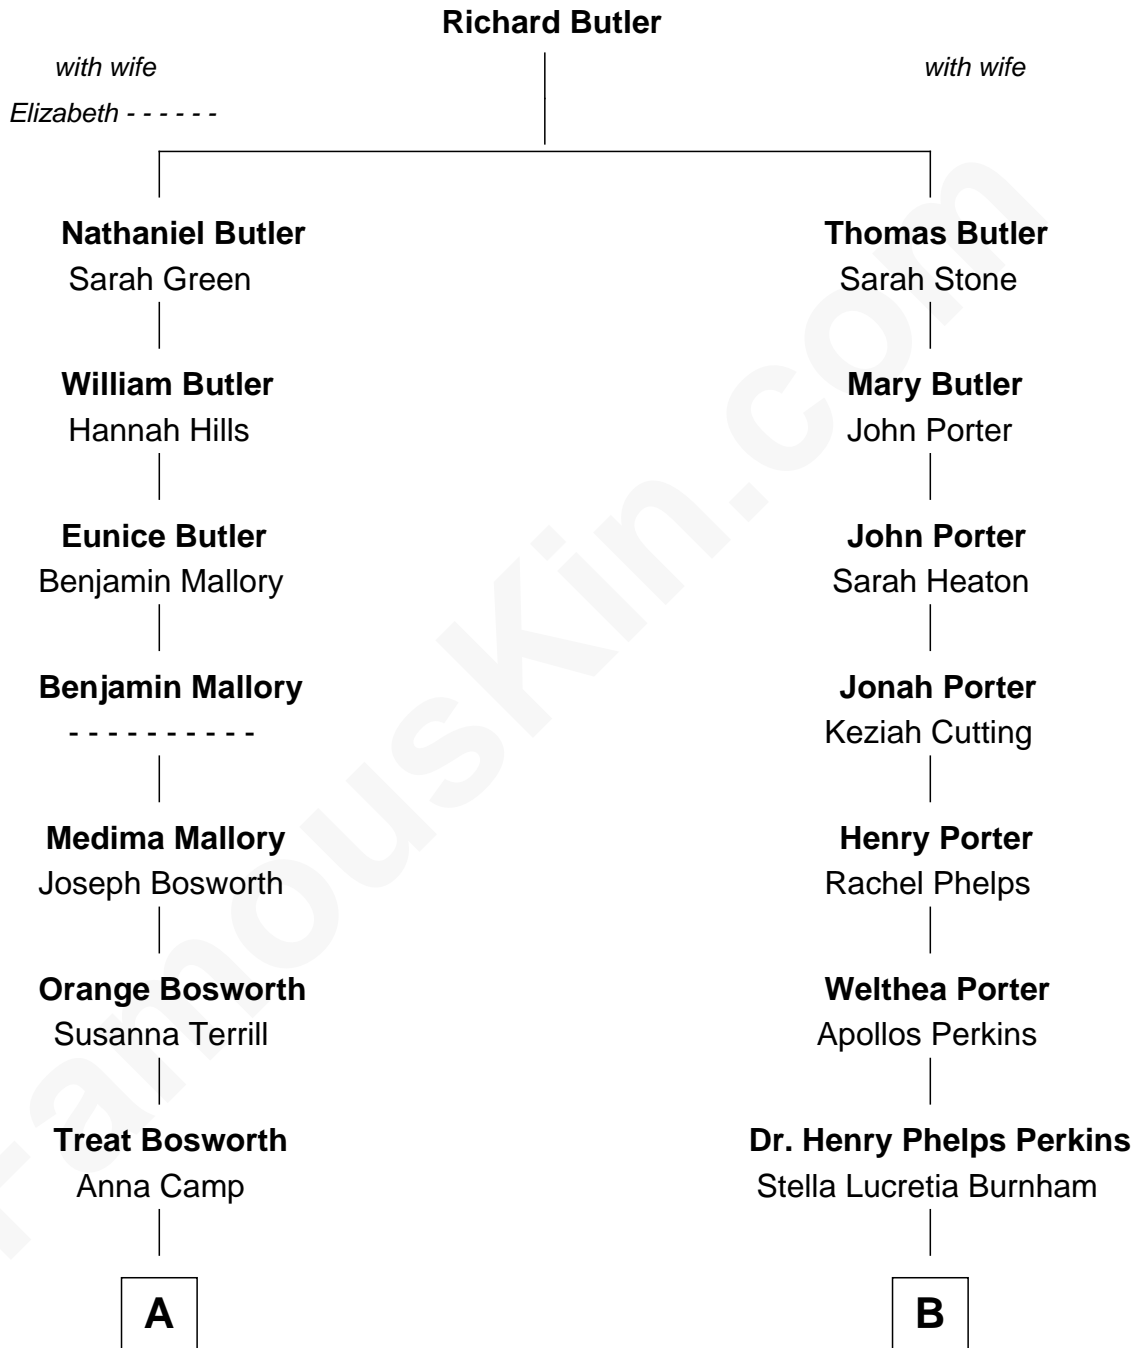 Richard Butler
with wife
with wife
Elizabeth - - - - - -
Nathaniel Butler
Sarah Green
Thomas Butler
Sarah Stone
William Butler
Hannah Hills
Mary Butler
John Porter
Eunice Butler
Benjamin Mallory
John Porter
Sarah Heaton
Benjamin Mallory
- - - - - - - - - -
Jonah Porter
Keziah Cutting
Medima Mallory
Joseph Bosworth
Henry Porter
Rachel Phelps
Orange Bosworth
Susanna Terrill
Welthea Porter
Apollos Perkins
Treat Bosworth
Anna Camp
Dr. Henry Phelps Perkins
Stella Lucretia Burnham
A
B
FamousKin.com